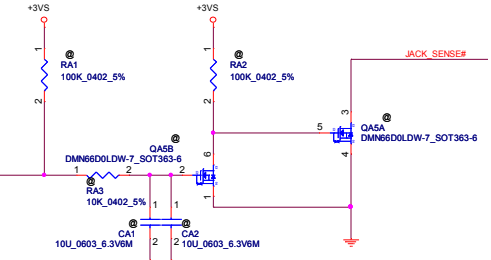 +3VS
+3VS
@
RA1
100K_0402_5%
1
2
@
RA2
100K_0402_5%
1
2
JACK_SENSE#
@
QA5A
DMN66D0LDW-7_SOT363-6
3
5
4
@
QA5B
DMN66D0LDW-7_SOT363-6
6
2
1
1
2
@
RA3
10K_0402_5%
1
1
@
CA1
10U_0603_6.3V6M
2
@
CA2
10U_0603_6.3V6M
2